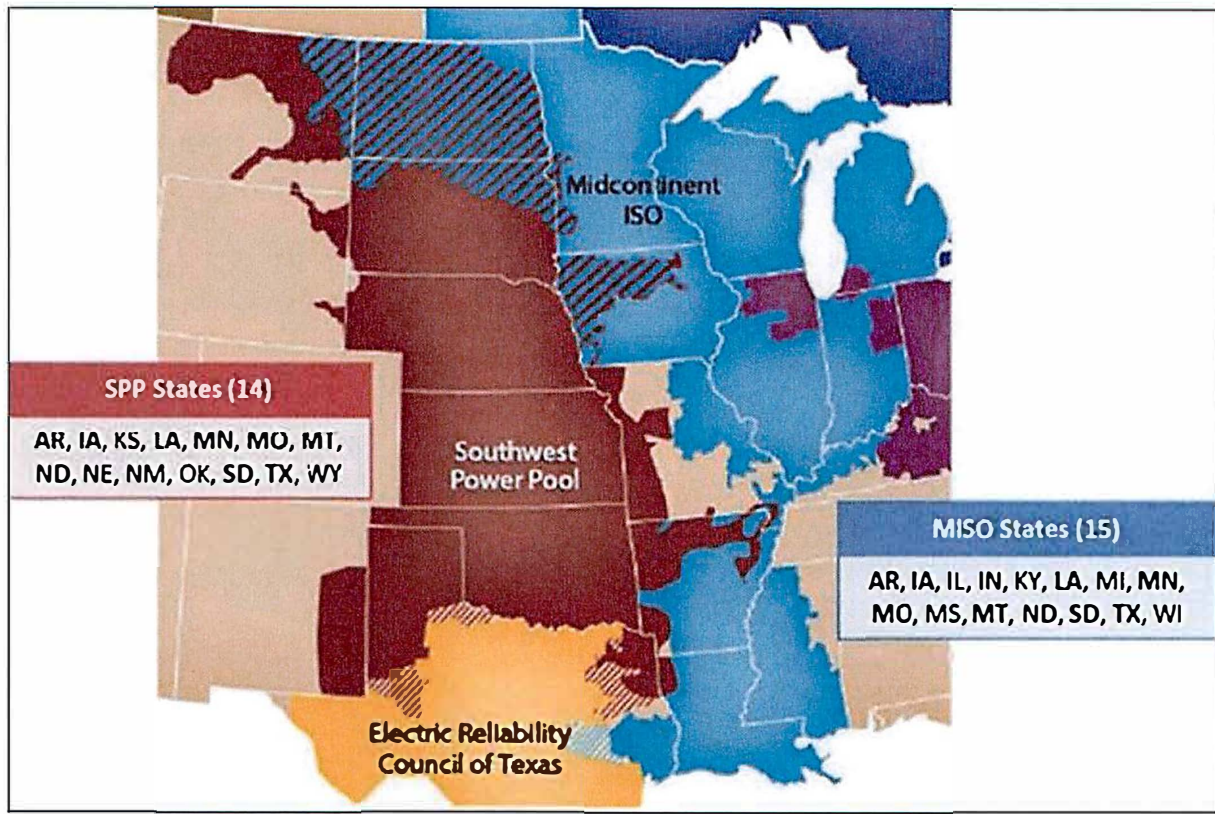 Midcontinent
ISO
SPP States (14)
AR, IA, KS, LA, MN, MO, MT,
ND, NE, NM, OK, SD, TX, WY
Southwest
Power Pool
MISO States (15)
AR, IA, IL, IN, KY, LA, MI, MN,
MO, MS, MT, ND, SD, TX, WI
Electric Reliability
Council of Texas